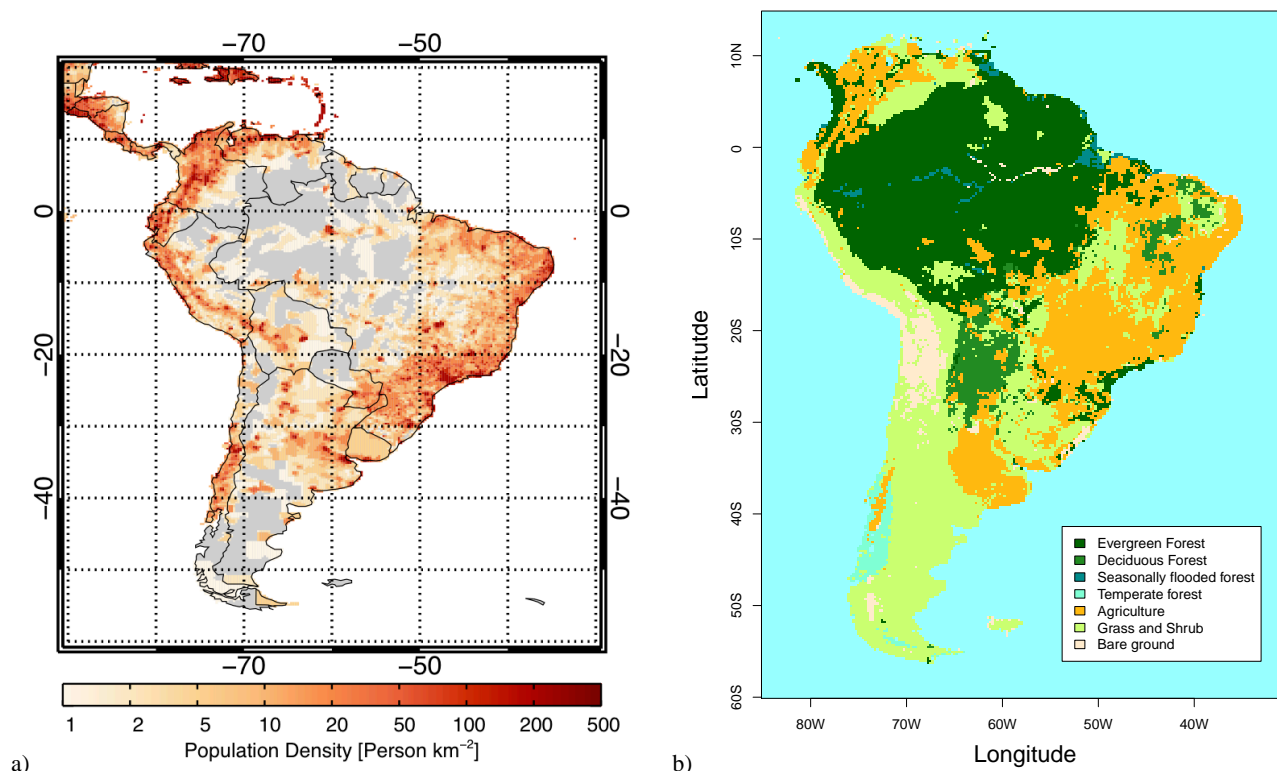 −70 −50
0 0
−20 −20
−40 −40
−70 −50
1 2 5 10 20 50 100 200 500
Population Density [Person km−2]
a)
10N
0
10S
20S
30S
40S
50S
60S
Latitutde
Evergreen Forest
Deciduous Forest
Seasonally flooded forest
Temperate forest
Agriculture
Grass and Shrub
Bare ground
80W 70W 60W 50W 40W
Longitude
b)